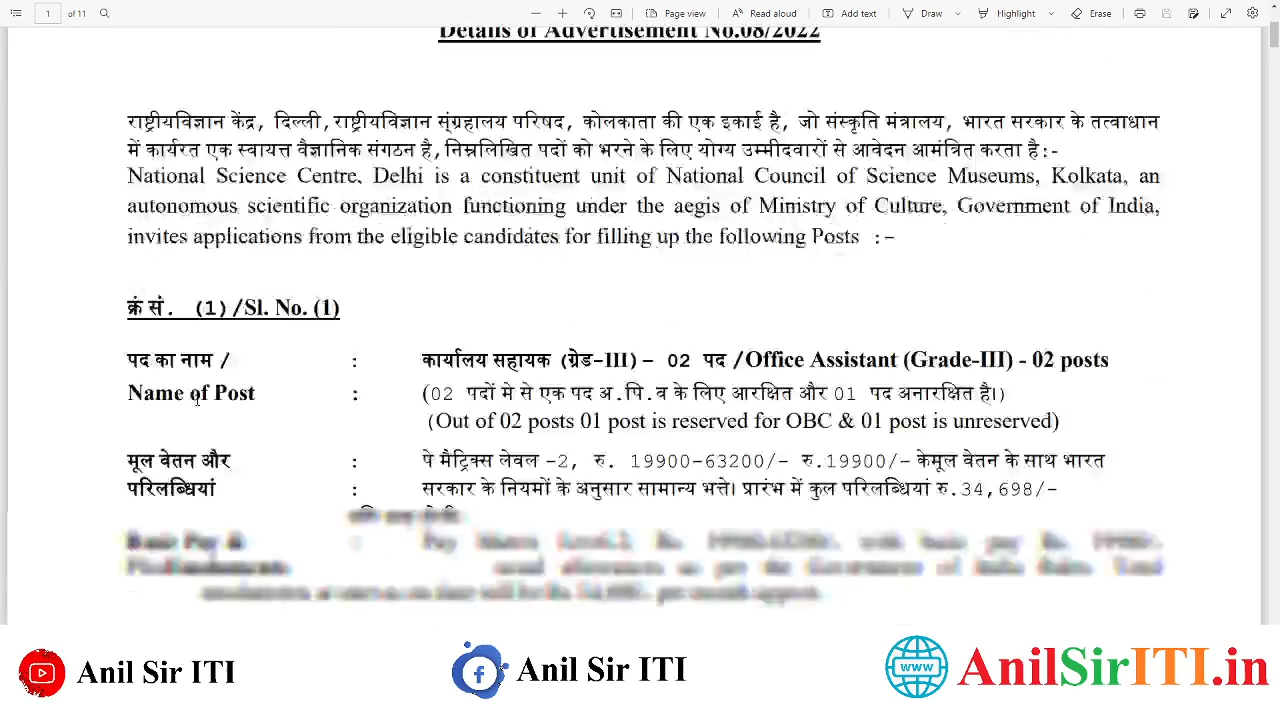 1 of 11 Page view Read aloud Add text Draw Highlight Erase
Details of Advertisement No.08/2022
राष्ट्रीयविज्ञान केंद्र, दिल्ली,राष्ट्रीयविज्ञान संग्रहालय परिषद, कोलकाता की एक इकाई है, जो संस्कृति मंत्रालय, भारत सरकार के तत्वाधान
में कार्यरत एक स्वायत्त वैज्ञानिक संगठन है,निम्नलिखित पदों को भरने के लिए योग्य उम्मीदवारों से आवेदन आमंत्रित करता है:-
National Science Centre, Delhi is a constituent unit of National Council of Science Museums, Kolkata, an
autonomous scientific organization functioning under the aegis of Ministry of Culture, Government of India,
invites applications from the eligible candidates for filling up the following Posts :-
क्रं सं. (1)/Sl. No. (1)
पद का नाम / : कार्यालय सहायक (ग्रेड-III)- 02 पद /Office Assistant (Grade-III) - 02 posts
Name of Post : (02 पदों मे से एक पद अ.पि.व के लिए आरक्षित और 01 पद अनारक्षित है।)
(Out of 02 posts 01 post is reserved for OBC & 01 post is unreserved)
मूल वेतन और : पे मैट्रिक्स लेवल -2, रु. 19900-63200/- रु.19900/- केमूल वेतन के साथ भारत
परिलब्धियां : सरकार के नियमों के अनुसार सामान्य भत्ते। प्रारंभ में कुल परिलब्धियां रु.34,698/-
Anil Sir ITI
Anil Sir ITI
www
AnilSirITI.in